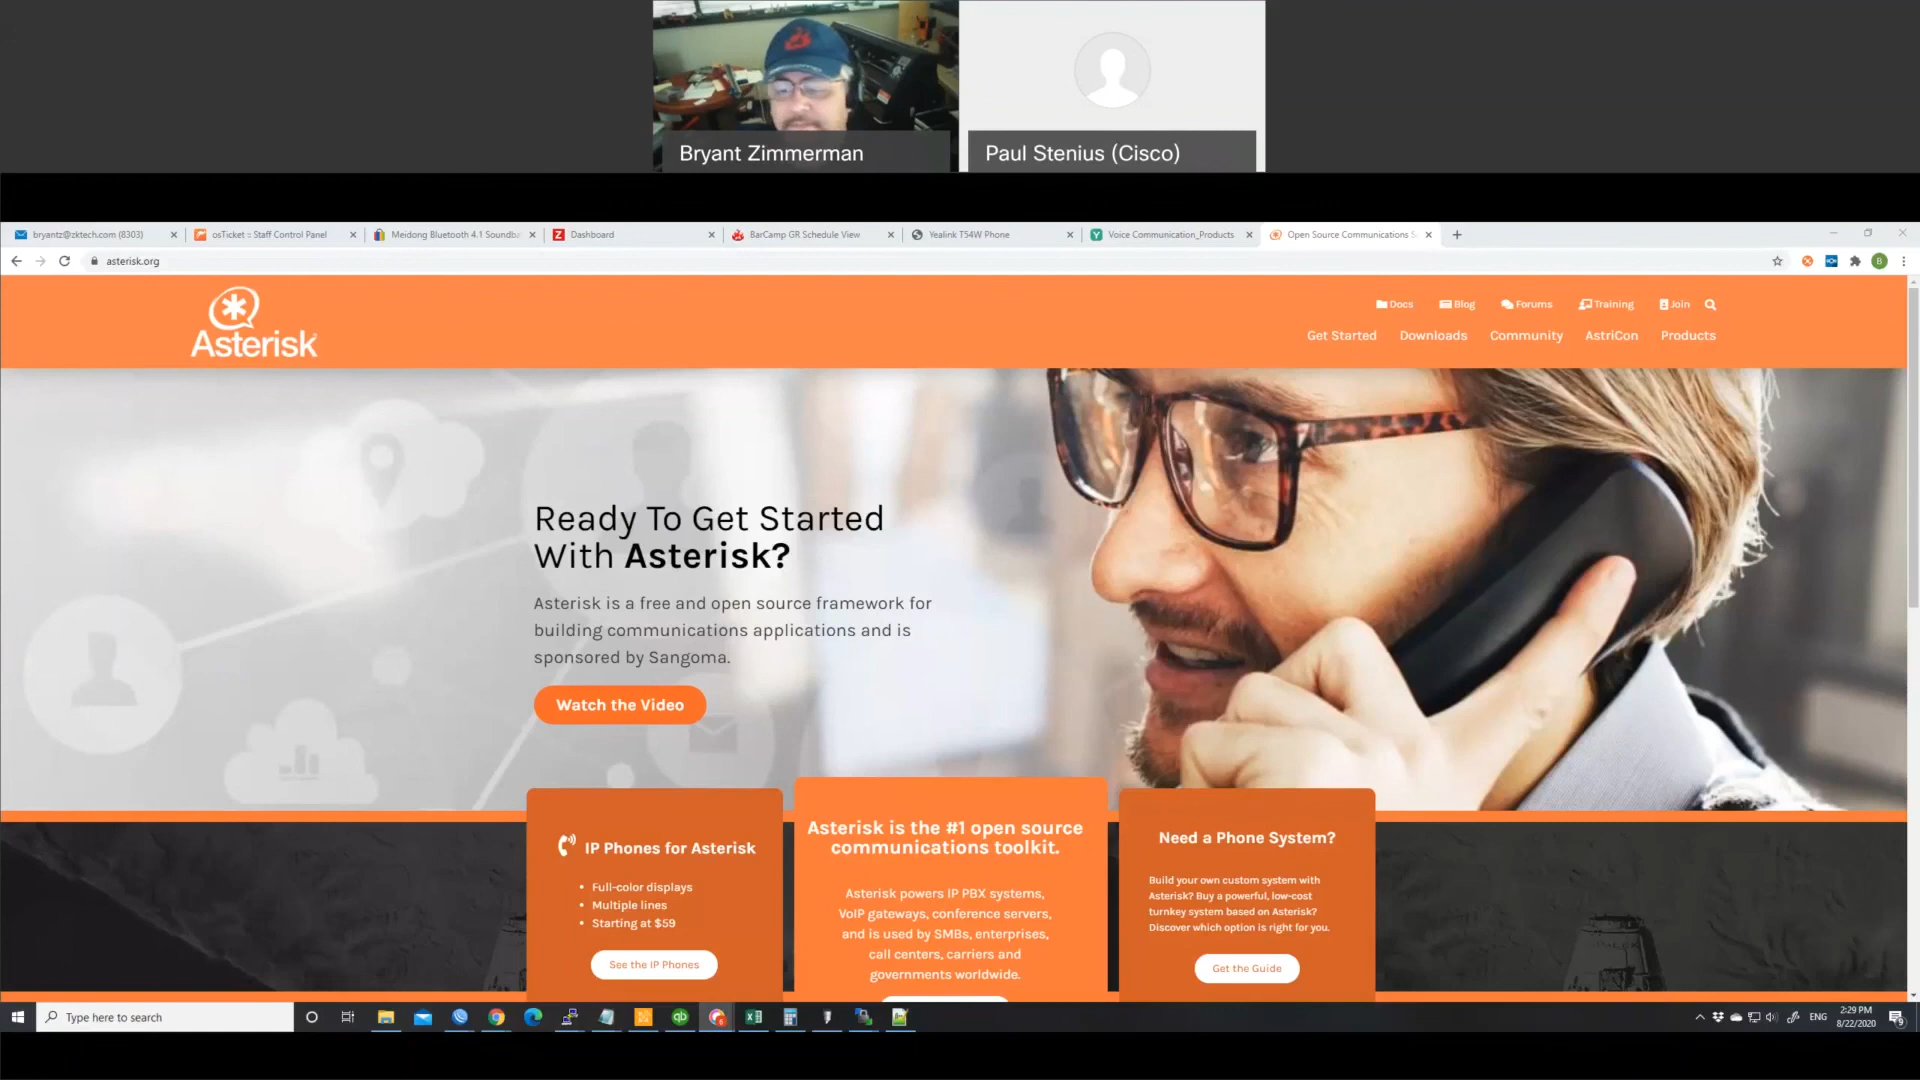 Bryant Zimmerman
Paul Stenius (Cisco)
bryantz@zktech.com (8303)
osTicket :: Staff Control Panel
Meidong Bluetooth 4.1 Soundba
Dashboard
BarCamp GR Schedule View
Yealink T54W Phone
Voice Communication_Products
Open Source Communications S
asterisk.org
Docs
Blog
Forums
Training
Join
Asterisk
Get Started
Downloads
Community
AstriCon
Products
Ready To Get Started
With Asterisk?
Asterisk is a free and open source framework for
building communications applications and is
sponsored by Sangoma.
Watch the Video
IP Phones for Asterisk
• Full-color displays
• Multiple lines
• Starting at $59
See the IP Phones
Asterisk is the #1 open source
communications toolkit.
Asterisk powers IP PBX systems,
VoIP gateways, conference servers,
and is used by SMBs, enterprises,
call centers, carriers and
governments worldwide.
Need a Phone System?
Build your own custom system with
Asterisk? Buy a powerful, low-cost
turnkey system based on Asterisk?
Discover which option is right for you.
Get the Guide
Type here to search
ENG
2:29 PM
8/22/2020